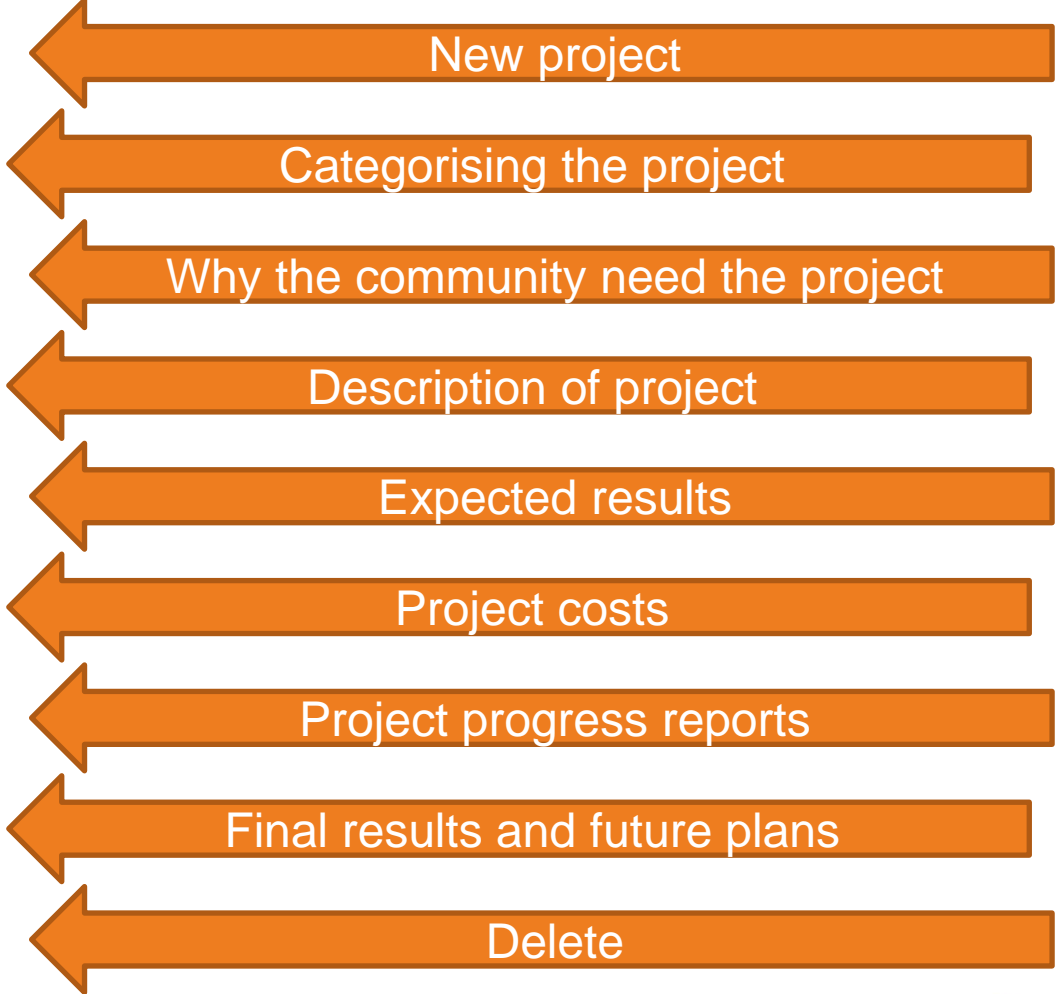 New project
Categorising the project
Why the community need the project
Description of project
Expected results
Project costs
Project progress reports
Final results and future plans
Delete